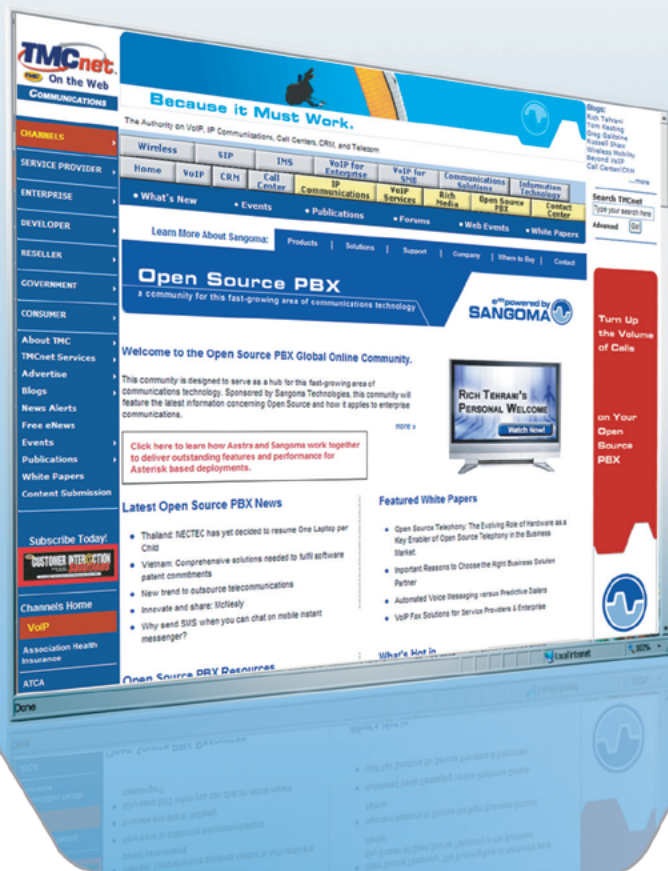 TMCnet
TMC On the Web
COMMUNICATIONS
CHANNELS
SERVICE PROVIDER
ENTERPRISE
DEVELOPER
RESELLER
GOVERNMENT
CONSUMER
About TMC
TMCnet Services
Advertise
Blogs
News Alerts
Free eNews
Events
Publications
White Papers
Content Submission
Subscribe Today!
CUSTOMER INTER@CTION
Channels Home
VoIP
Association Health
Insurance
ATCA
Because it Must Work.
The Authority on VoIP, IP Communications, Call Centers, CRM, and Telecom
Wireless SIP IMS VoIP for Enterprise VoIP for SMB Communications Solutions Information Technology
Home VoIP CRM Call Center IP Communications VoIP Services Rich Media Open Source PBX Contact Center
• What's New • Events • Publications • Forums • Web Events • White Papers
Learn More About Sangoma: Products | Solutions | Support | Company | Where to Buy | Contact
Open Source PBX
a community for this fast-growing area of communications technology
empowered by
SANGOMA
Welcome to the Open Source PBX Global Online Community.
This community is designed to serve as a hub for this fast-growing area of
communications technology. Sponsored by Sangoma Technologies, this community will
feature the latest information concerning Open Source and how it applies to enterprise
communications.
more »
Click here to learn how Aastra and Sangoma work together
to deliver outstanding features and performance for
Asterisk based deployments.
RICH TEHRANI'S
PERSONAL WELCOME
Watch Now!
Latest Open Source PBX News
• Thailand: NECTEC has yet decided to resume One Laptop per
Child
• Vietnam: Comprehensive solutions needed to fulfil software
patent commitments
• New trend to outsource telecommunications
• Innovate and share: McNealy
• Why send SMS when you can chat on mobile instant
messenger?
Open Source PBX Resources
Featured White Papers
• Open Source Telephony: The Evolving Role of Hardware as a
Key Enabler of Open Source Telephony in the Business
Market.
• Important Reasons to Choose the Right Business Solution
Partner
• Automated Voice Messaging versus Predictive Dialers
• VoIP Fax Solutions for Service Providers & Enterprise
What's Hot in
Blogs:
Rich Tehrani
Tom Keating
Greg Galitzine
Russell Shaw
Wireless Mobility
Beyond VoIP
Call Center/CRM
...more
Search TMCnet
Type your search here
Advanced Go
Turn Up
the Volume
of Calls
on Your
Open
Source
PBX
Done
Local intranet